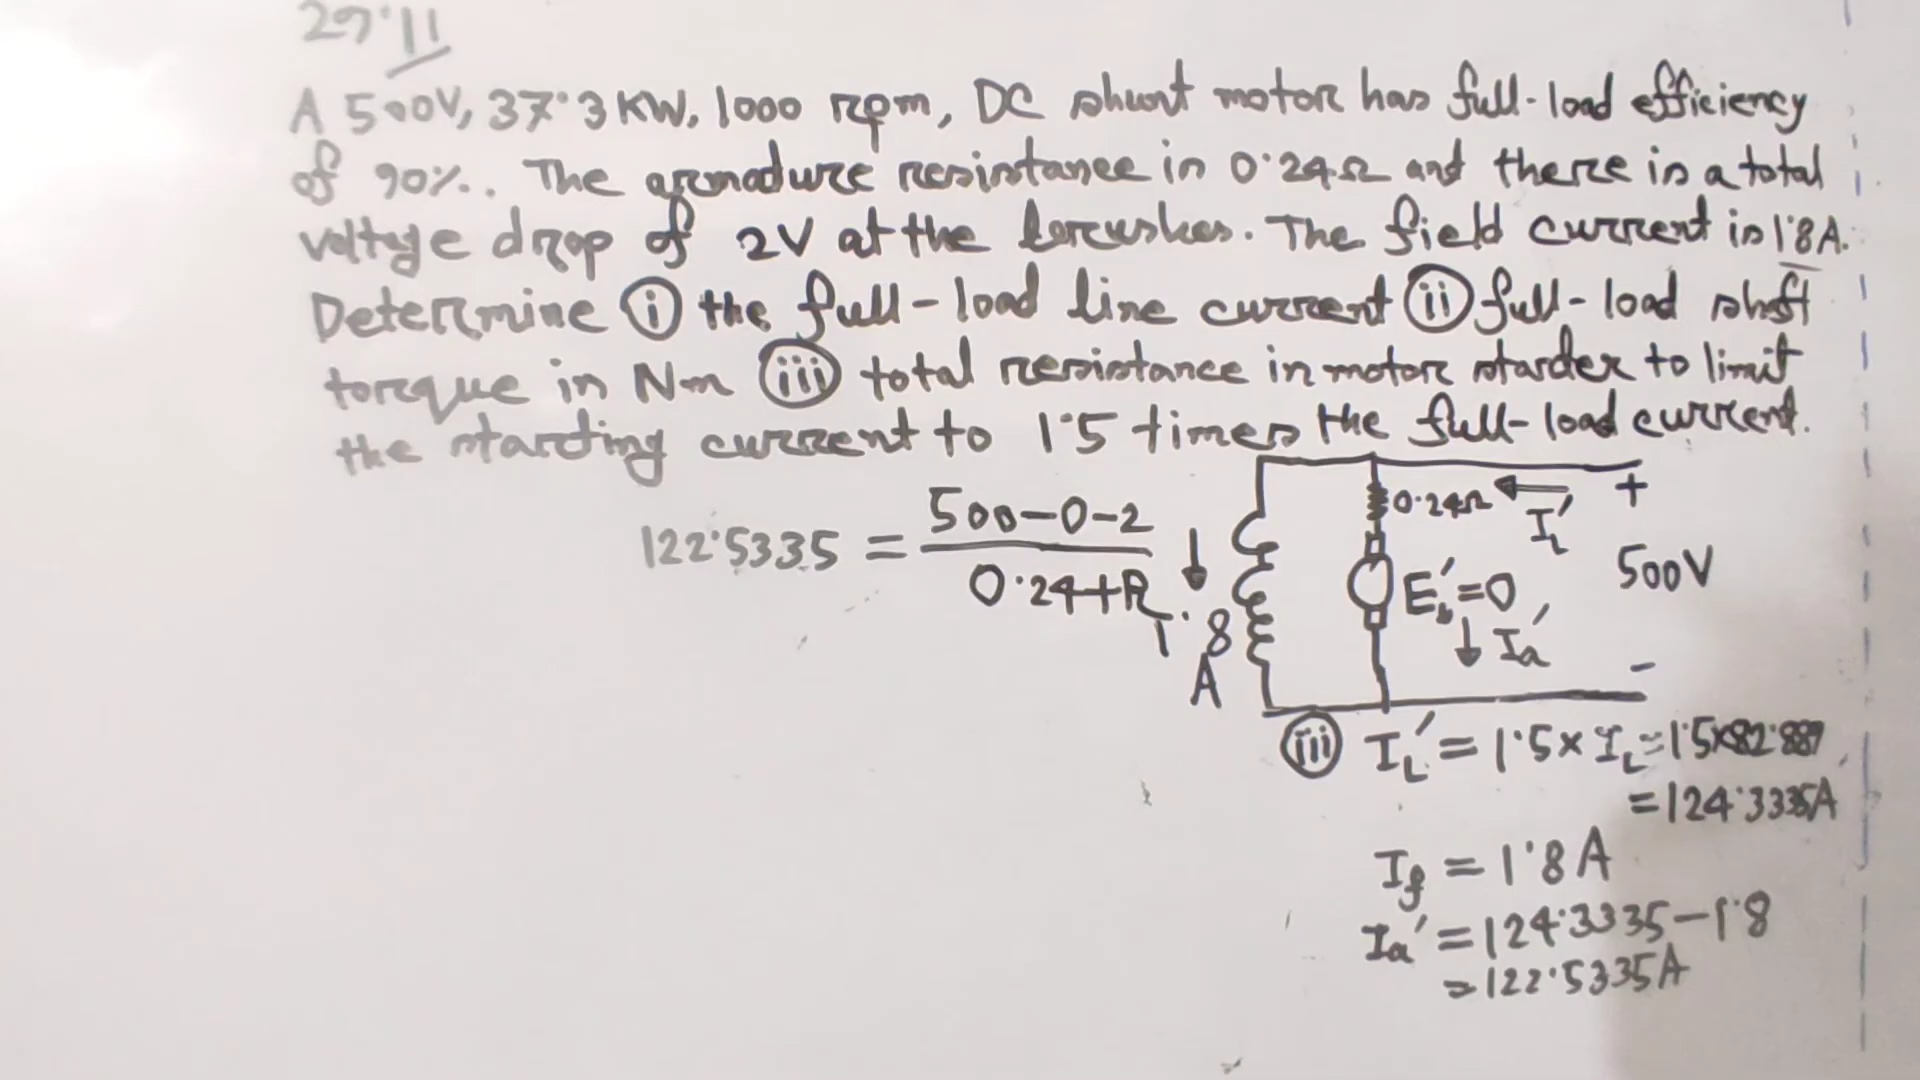 29.11
A 500V, 37.3 KW, 1000 rpm, DC shunt motor has full-load efficiency
of 90%.. The armature resistance is 0.24Ω and there is a total
voltage drop of 2V at the brushes. The field current is 1.8A.
Determine (i) the full-load line current (ii) full-load shaft
torque in Nm (iii) total resistance in motor starter to limit
the starting current to 1.5 times the full-load current.
122.5335 = (500-0-2)/(0.24+R)
0.24Ω
I_L'
+
500V
-
E_b' = 0
I_a'
1.8
A
(iii) I_L' = 1.5 × I_L = 1.5×82.889
= 124.3335A
I_f = 1.8 A
I_a' = 124.3335 - 1.8
= 122.5335A